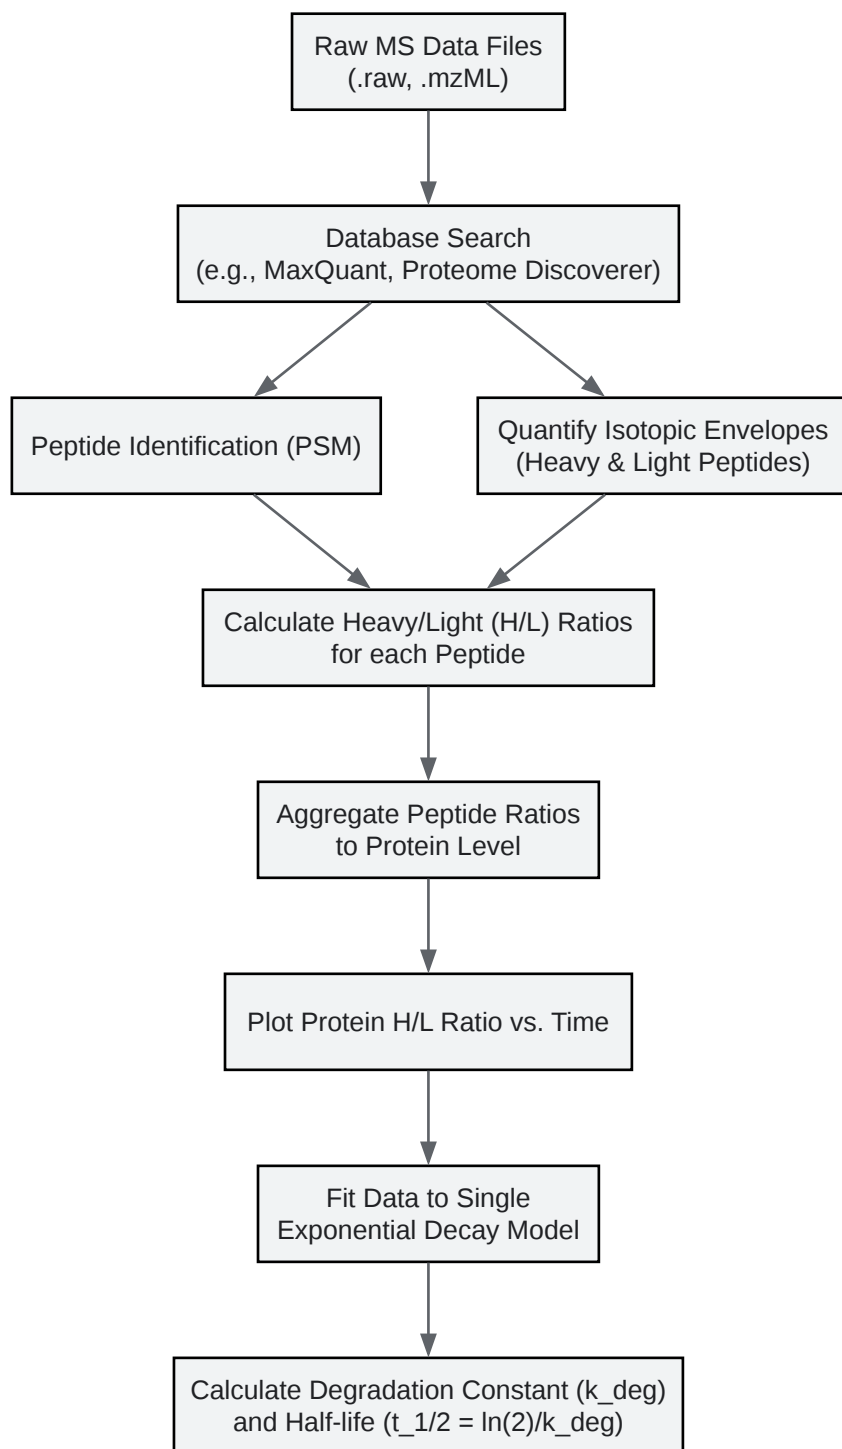 Raw MS Data Files
(.raw, .mzML)
Database Search
(e.g., MaxQuant, Proteome Discoverer)
Peptide Identification (PSM)
Quantify Isotopic Envelopes
(Heavy & Light Peptides)
Calculate Heavy/Light (H/L) Ratios
for each Peptide
Aggregate Peptide Ratios
to Protein Level
Plot Protein H/L Ratio vs. Time
Fit Data to Single
Exponential Decay Model
Calculate Degradation Constant (k_deg)
and Half-life (t_1/2 = ln(2)/k_deg)